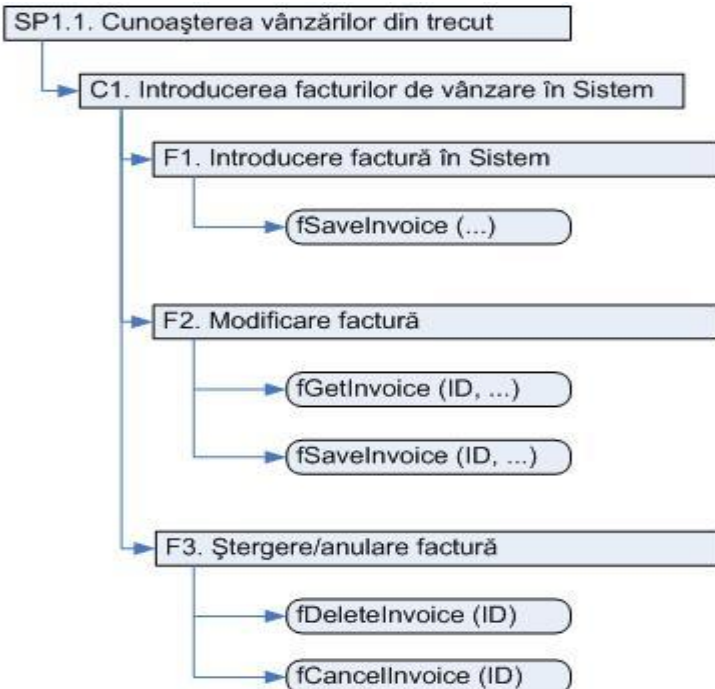 SP1.1. Cunoaşterea vânzărilor din trecut
C1. Introducerea facturilor de vânzare în Sistem
F1. Introducere factură în Sistem
fSaveInvoice (...)
F2. Modificare factură
fGetInvoice (ID, ...)
fSaveInvoice (ID, ...)
F3. Ştergere/anulare factură
fDeleteInvoice (ID)
fCancelInvoice (ID)